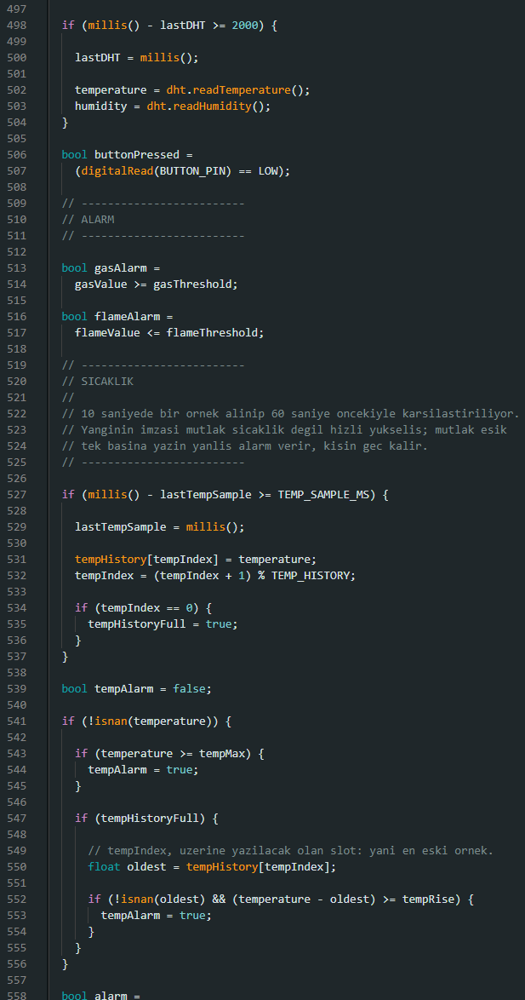 497
498 if (millis() - lastDHT >= 2000) {
499
500 lastDHT = millis();
501
502 temperature = dht.readTemperature();
503 humidity = dht.readHumidity();
504 }
505
506 bool buttonPressed =
507 (digitalRead(BUTTON_PIN) == LOW);
508
509 // -------------------------
510 // ALARM
511 // -------------------------
512
513 bool gasAlarm =
514 gasValue >= gasThreshold;
515
516 bool flameAlarm =
517 flameValue <= flameThreshold;
518
519 // -------------------------
520 // SICAKLIK
521 //
522 // 10 saniyede bir ornek alinip 60 saniye oncekiyle karsilastiriliyor.
523 // Yanginin imzasi mutlak sicaklik degil hizli yukselis; mutlak esik
524 // tek basina yazin yanlis alarm verir, kisin gec kalir.
525 // -------------------------
526
527 if (millis() - lastTempSample >= TEMP_SAMPLE_MS) {
528
529 lastTempSample = millis();
530
531 tempHistory[tempIndex] = temperature;
532 tempIndex = (tempIndex + 1) % TEMP_HISTORY;
533
534 if (tempIndex == 0) {
535 tempHistoryFull = true;
536 }
537 }
538
539 bool tempAlarm = false;
540
541 if (!isnan(temperature)) {
542
543 if (temperature >= tempMax) {
544 tempAlarm = true;
545 }
546
547 if (tempHistoryFull) {
548
549 // tempIndex, uzerine yazilacak olan slot: yani en eski ornek.
550 float oldest = tempHistory[tempIndex];
551
552 if (!isnan(oldest) && (temperature - oldest) >= tempRise) {
553 tempAlarm = true;
554 }
555 }
556 }
557
558 bool alarm =